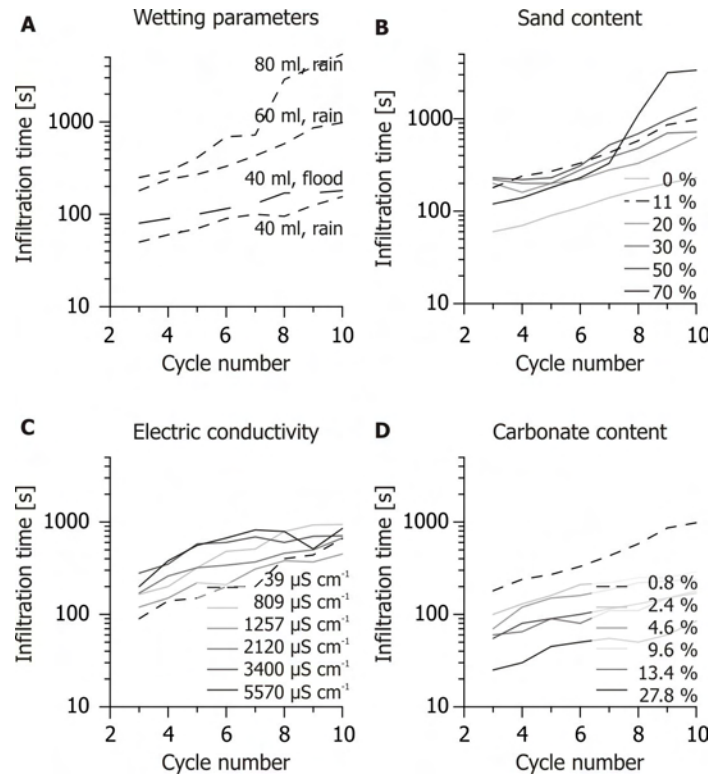 A Wetting parameters
Infiltration time [s]
1000
100
10
80 ml, rain
60 ml, rain
40 ml, flood
40 ml, rain
2 4 6 8 10
Cycle number
B Sand content
Infiltration time [s]
1000
100
10
0 %
11 %
20 %
30 %
50 %
70 %
2 4 6 8 10
Cycle number
C Electric conductivity
Infiltration time [s]
1000
100
10
39 µS cm-1
809 µS cm-1
1257 µS cm-1
2120 µS cm-1
3400 µS cm-1
5570 µS cm-1
2 4 6 8 10
Cycle number
D Carbonate content
Infiltration time [s]
1000
100
10
0.8 %
2.4 %
4.6 %
9.6 %
13.4 %
27.8 %
2 4 6 8 10
Cycle number